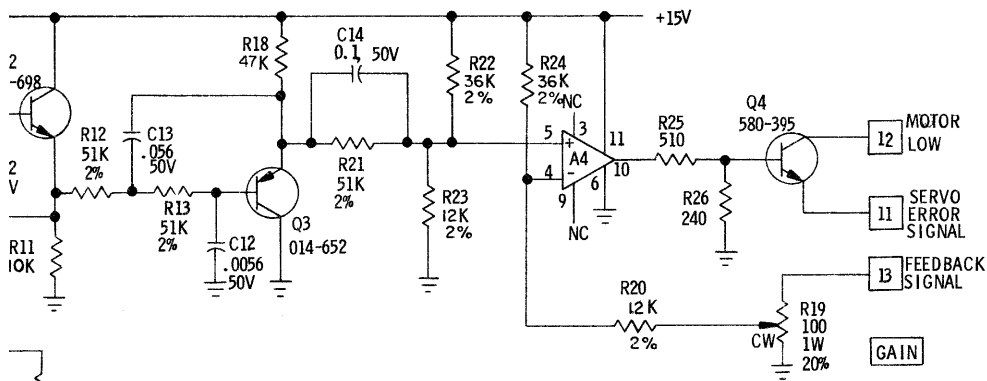 +15V
2
-698
2
V
R11
10K
R12
51K
2%
C13
.056
50V
R13
51K
2%
C12
.0056
50V
R18
47K
Q3
014-652
C14
0.1, 50V
R21
51K
2%
R22
36K
2%
R23
12K
2%
R24
36K
2%
NC
3
5
+
A4
-
4
11
10
6
9
NC
R25
510
R26
240
Q4
580-395
12
MOTOR
LOW
11
SERVO
ERROR
SIGNAL
13
FEEDBACK
SIGNAL
R20
12K
2%
CW
R19
100
1W
20%
GAIN